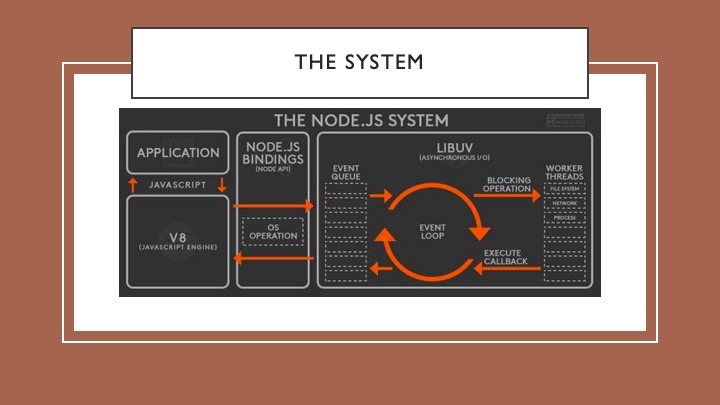 THE SYSTEM
THE NODE.JS SYSTEM
APPLICATION
JAVASCRIPT
V8
(JAVASCRIPT ENGINE)
NODE.JS
BINDINGS
(NODE API)
OS
OPERATION
LIBUV
(ASYNCHRONOUS I/O)
EVENT
QUEUE
EVENT
LOOP
BLOCKING
OPERATION
EXECUTE
CALLBACK
WORKER
THREADS
FILE SYSTEM
NETWORK
PROCESS